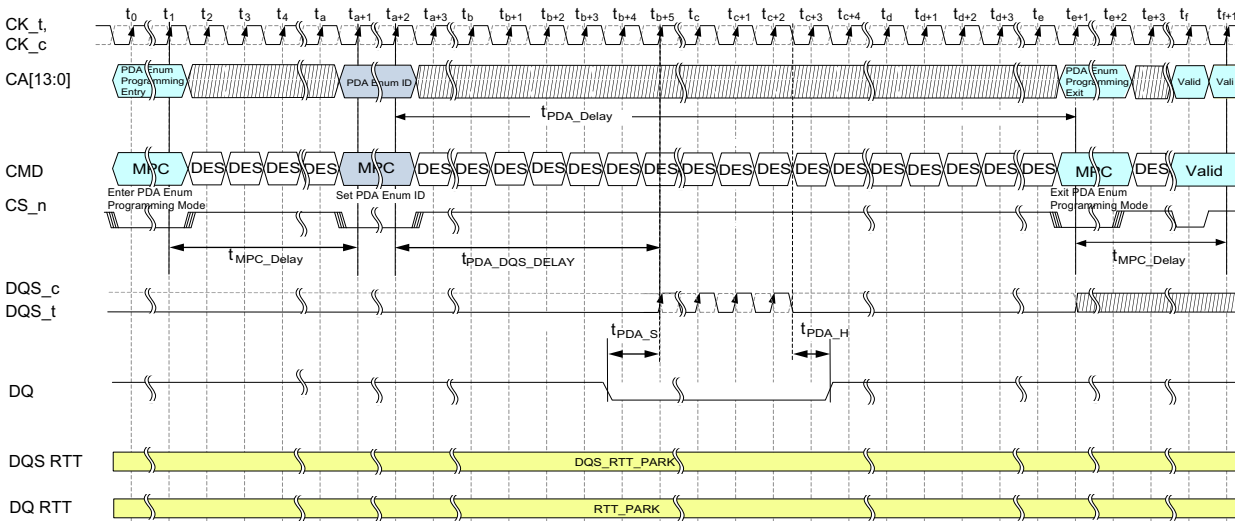 CK_t,
CK_c
t0 t1 t2 t3 t4 ta ta+1 ta+2 ta+3 tb tb+1 tb+2 tb+3 tb+4 tb+5 tc tc+1 tc+2 tc+3 tc+4 td td+1 td+2 td+3 te te+1 te+2 te+3 tf tf+1
CA[13:0]
PDA Enum
Programming
Entry
PDA Enum ID
PDA Enum
Programming
Exit
Valid
Vali
tPDA_Delay
CMD
MPC DES DES DES DES MPC DES DES DES DES DES DES DES DES DES DES DES DES DES DES DES DES DES MPC DES Valid
Enter PDA Enum
Programming Mode
Set PDA Enum ID
Exit PDA Enum
Programming Mode
CS_n
tMPC_Delay
tPDA_DQS_DELAY
tMPC_Delay
DQS_c
DQS_t
tPDA_S
tPDA_H
DQ
DQS RTT
DQS_RTT_PARK
DQ RTT
RTT_PARK